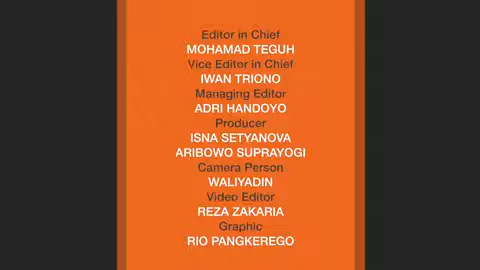 Editor in Chief
MOHAMAD TEGUH
Vice Editor in Chief
IWAN TRIONO
Managing Editor
ADRI HANDOYO
Producer
ISNA SETYANOVA
ARIBOWO SUPRAYOGI
Camera Person
WALIYADIN
Video Editor
REZA ZAKARIA
Graphic
RIO PANGKEREGO